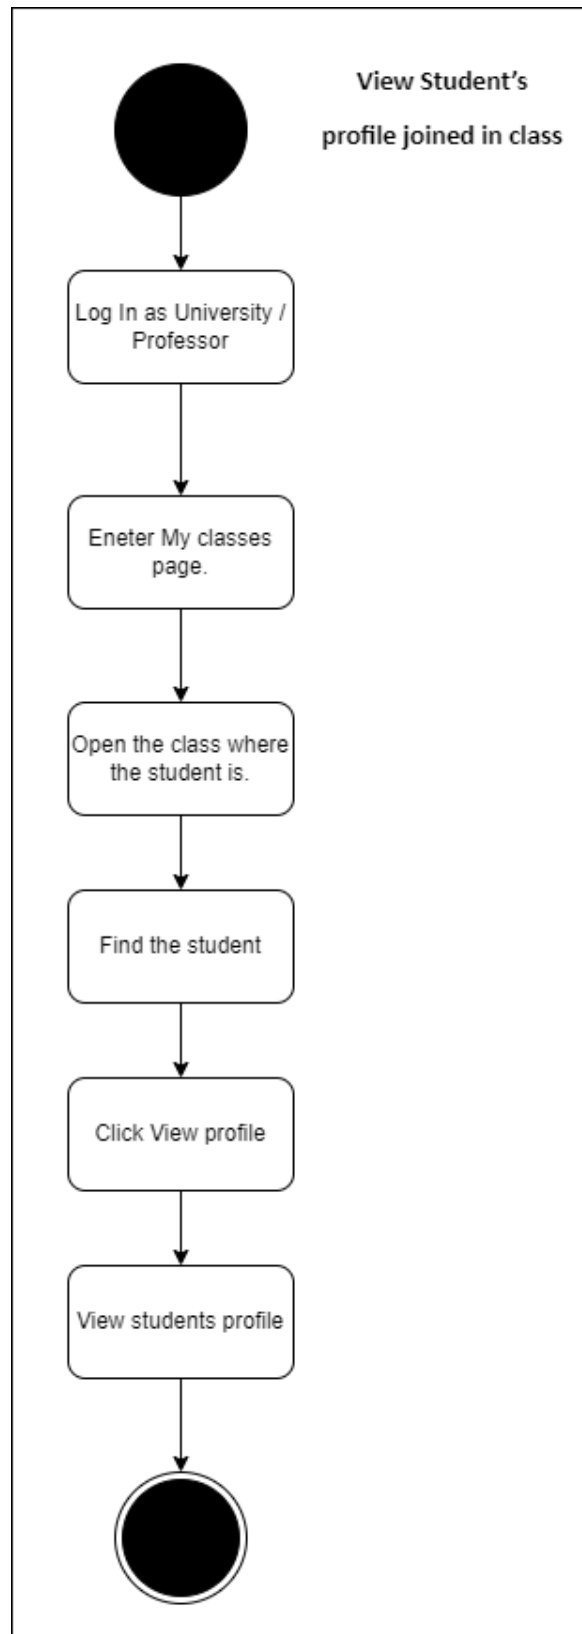 View Student’s
profile joined in class
Log In as University /
Professor
Eneter My classes
page.
Open the class where
the student is.
Find the student
Click View profile
View students profile